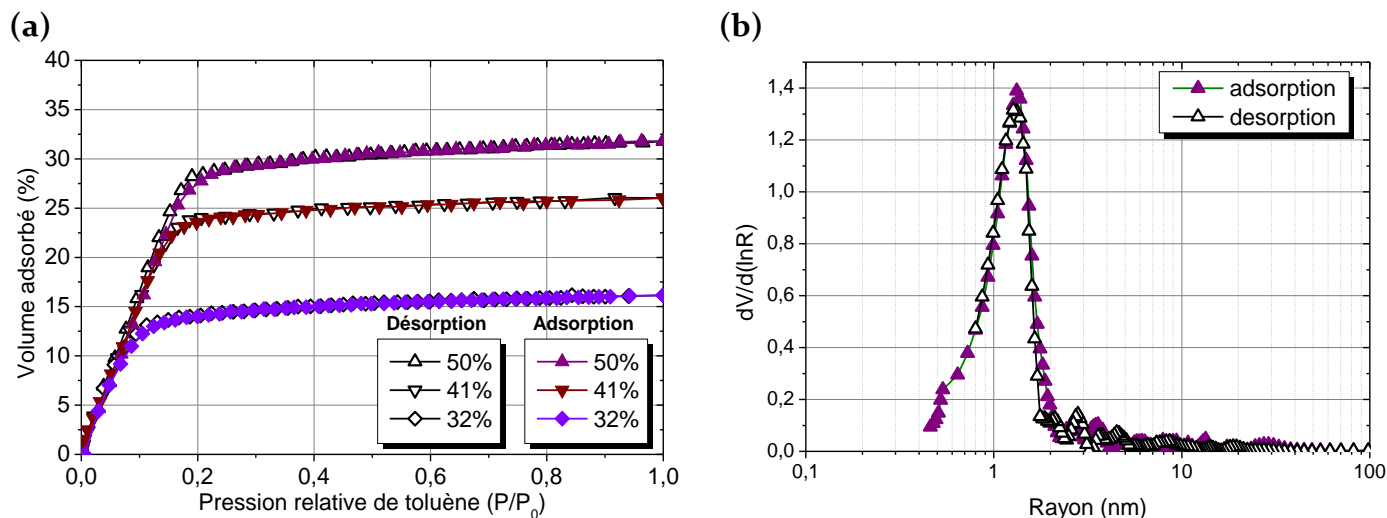 (a)
40
35
30
25
20
15
10
5
0
Volume adsorbé (%)
0,0 0,2 0,4 0,6 0,8 1,0
Pression relative de toluène (P/P0)
Désorption Adsorption
50% 50%
41% 41%
32% 32%
(b)
1,4
1,2
1,0
0,8
0,6
0,4
0,2
0,0
dV/d(lnR)
0,1 1 10 100
Rayon (nm)
adsorption
desorption